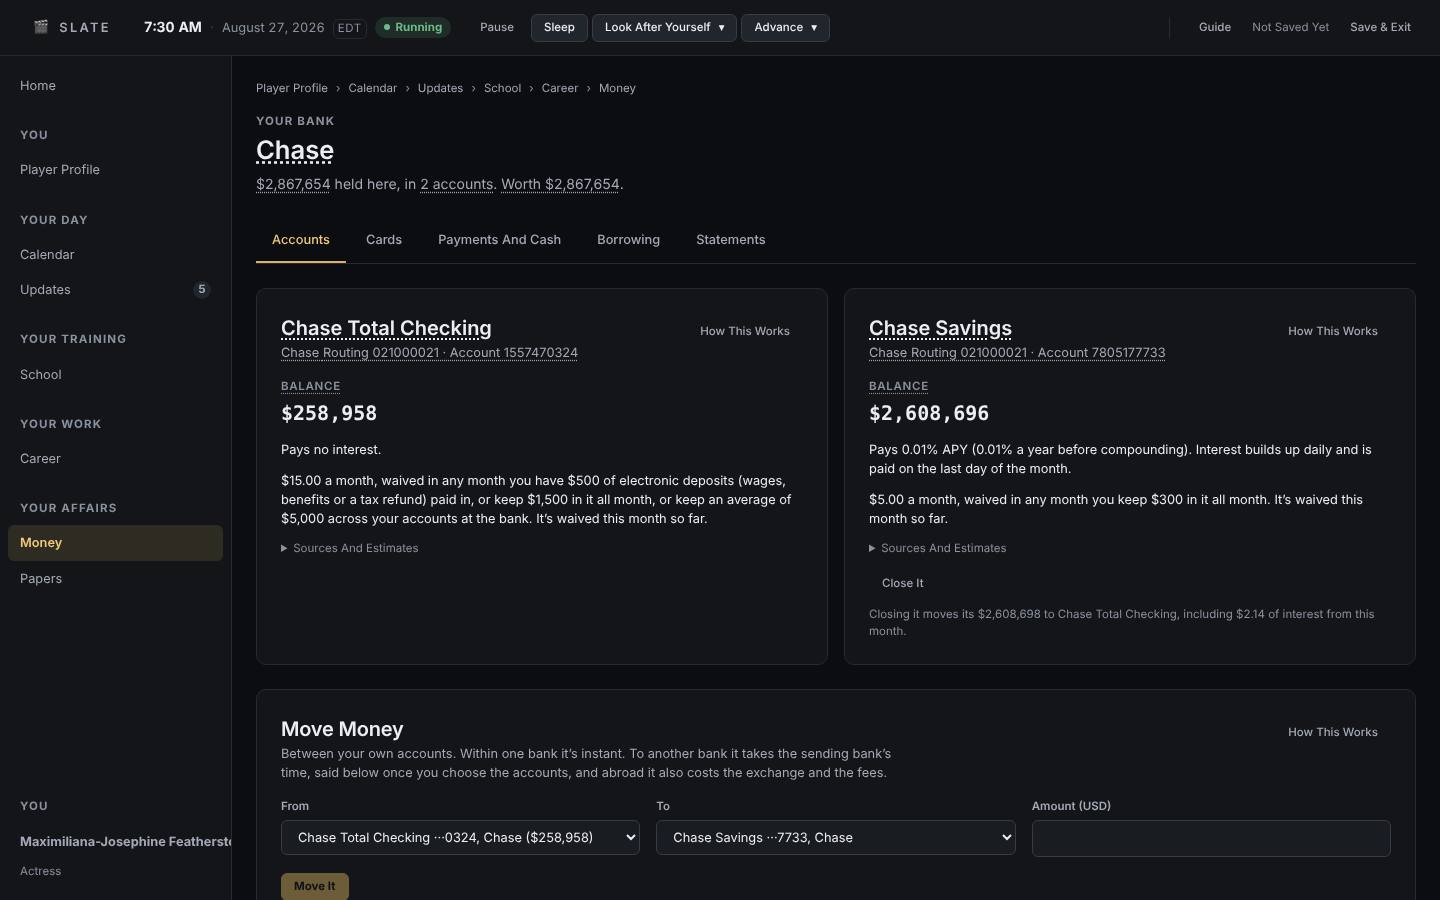 SLATE
7:30 AM · August 27, 2026 EDT Running Pause Sleep Look After Yourself ▾ Advance ▾ Guide Not Saved Yet Save & Exit
Home
YOU
Player Profile
YOUR DAY
Calendar
Updates 5
YOUR TRAINING
School
YOUR WORK
Career
YOUR AFFAIRS
Money
Papers
YOU
Maximiliana-Josephine Featherst
Actress
Player Profile › Calendar › Updates › School › Career › Money
YOUR BANK
Chase
$2,867,654 held here, in 2 accounts. Worth $2,867,654.
Accounts Cards Payments And Cash Borrowing Statements
Chase Total Checking How This Works
Chase Routing 021000021 · Account 1557470324
BALANCE
$258,958
Pays no interest.
$15.00 a month, waived in any month you have $500 of electronic deposits (wages,
benefits or a tax refund) paid in, or keep $1,500 in it all month, or keep an average of
$5,000 across your accounts at the bank. It’s waived this month so far.
▶ Sources And Estimates
Chase Savings How This Works
Chase Routing 021000021 · Account 7805177733
BALANCE
$2,608,696
Pays 0.01% APY (0.01% a year before compounding). Interest builds up daily and is
paid on the last day of the month.
$5.00 a month, waived in any month you keep $300 in it all month. It’s waived this
month so far.
▶ Sources And Estimates
Close It
Closing it moves its $2,608,698 to Chase Total Checking, including $2.14 of interest from this
month.
Move Money How This Works
Between your own accounts. Within one bank it’s instant. To another bank it takes the sending bank’s
time, said below once you choose the accounts, and abroad it also costs the exchange and the fees.
From To Amount (USD)
Chase Total Checking ···0324, Chase ($258,958) Chase Savings ···7733, Chase
Move It